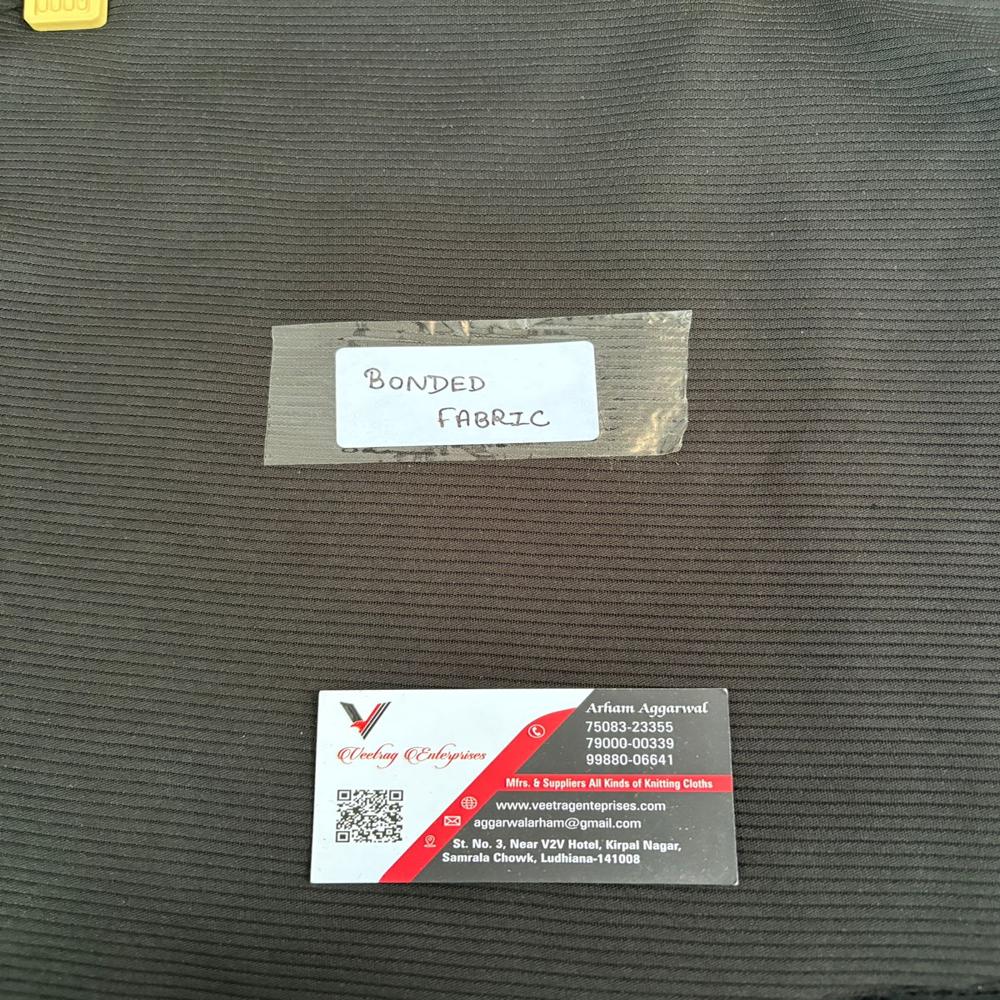 BONDED
FABRIC
Veetrag Enterprises
Arham Aggarwal
75083-23355
79000-00339
99880-06641
Mfrs. & Suppliers All Kinds of Knitting Cloths
www.veetragenteprises.com
aggarwalarham@gmail.com
St. No. 3, Near V2V Hotel, Kirpal Nagar,
Samrala Chowk, Ludhiana-141008